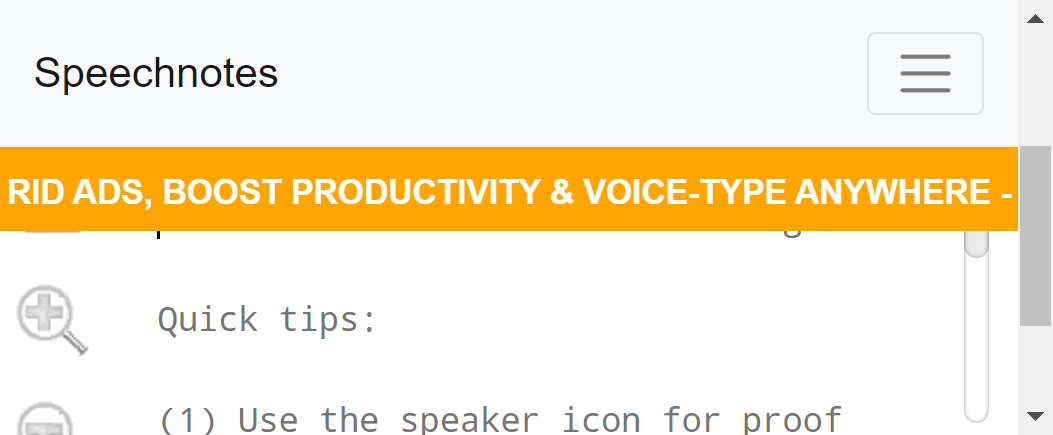 Speechnotes
RID ADS, BOOST PRODUCTIVITY & VOICE-TYPE ANYWHERE -
Quick tips:
(1) Use the speaker icon for proof